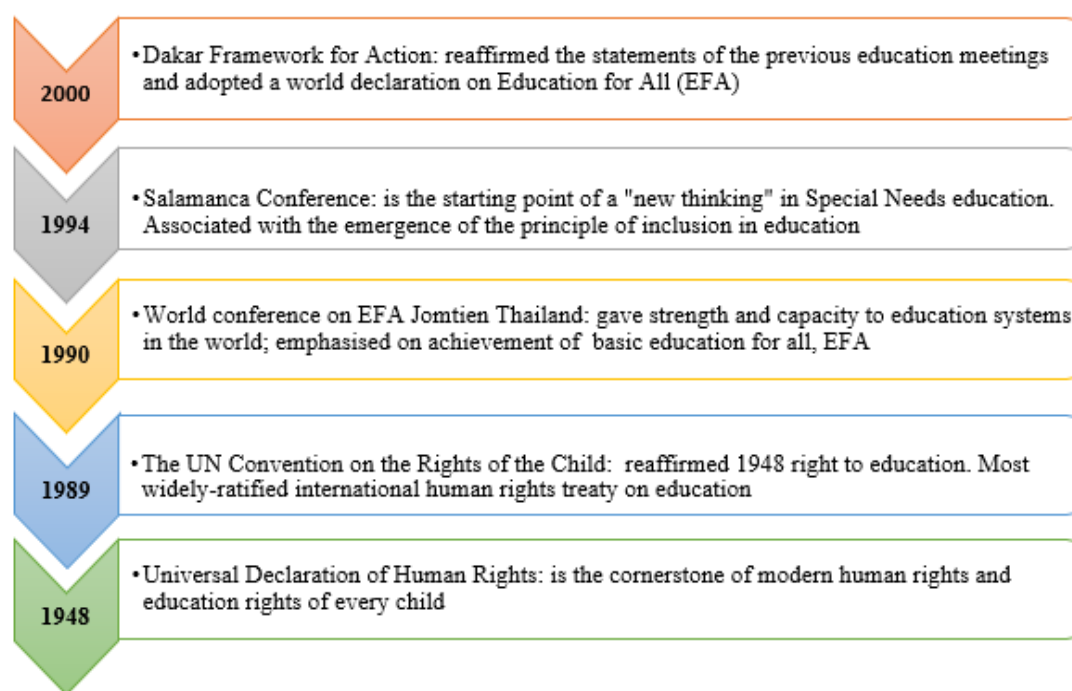 2000
•Dakar Framework for Action: reaffirmed the statements of the previous education meetings
and adopted a world declaration on Education for All (EFA)
1994
•Salamanca Conference: is the starting point of a "new thinking" in Special Needs education.
Associated with the emergence of the principle of inclusion in education
1990
•World conference on EFA Jomtien Thailand: gave strength and capacity to education systems
in the world; emphasised on achievement of  basic education for all, EFA
1989
•The UN Convention on the Rights of the Child:  reaffirmed 1948 right to education. Most
widely-ratified international human rights treaty on education
1948
•Universal Declaration of Human Rights: is the cornerstone of modern human rights and
education rights of every child